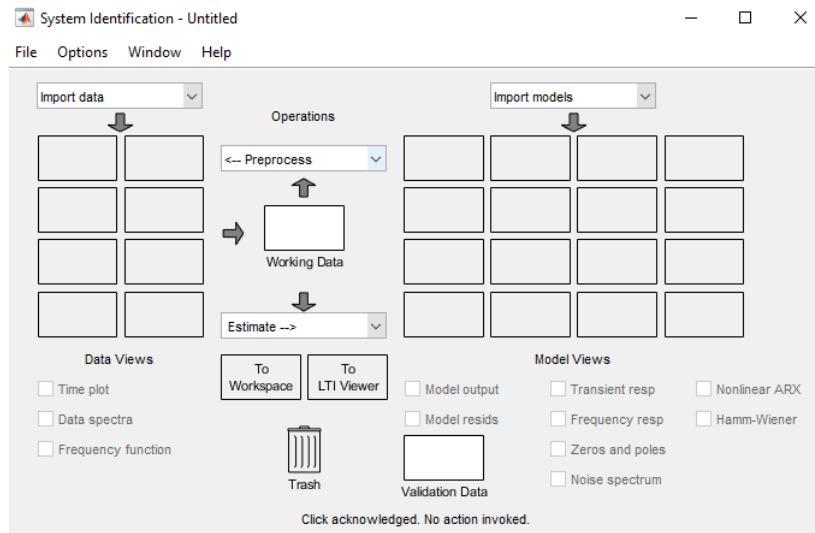 System Identification - Untitled
File Options Window Help
Import data
Import models
Operations
<-- Preprocess
Working Data
Estimate -->
Data Views
Model Views
To Workspace
To LTI Viewer
Time plot
Data spectra
Frequency function
Model output
Transient resp
Nonlinear ARX
Model resids
Frequency resp
Hamm-Wiener
Zeros and poles
Noise spectrum
Trash
Validation Data
Click acknowledged. No action invoked.